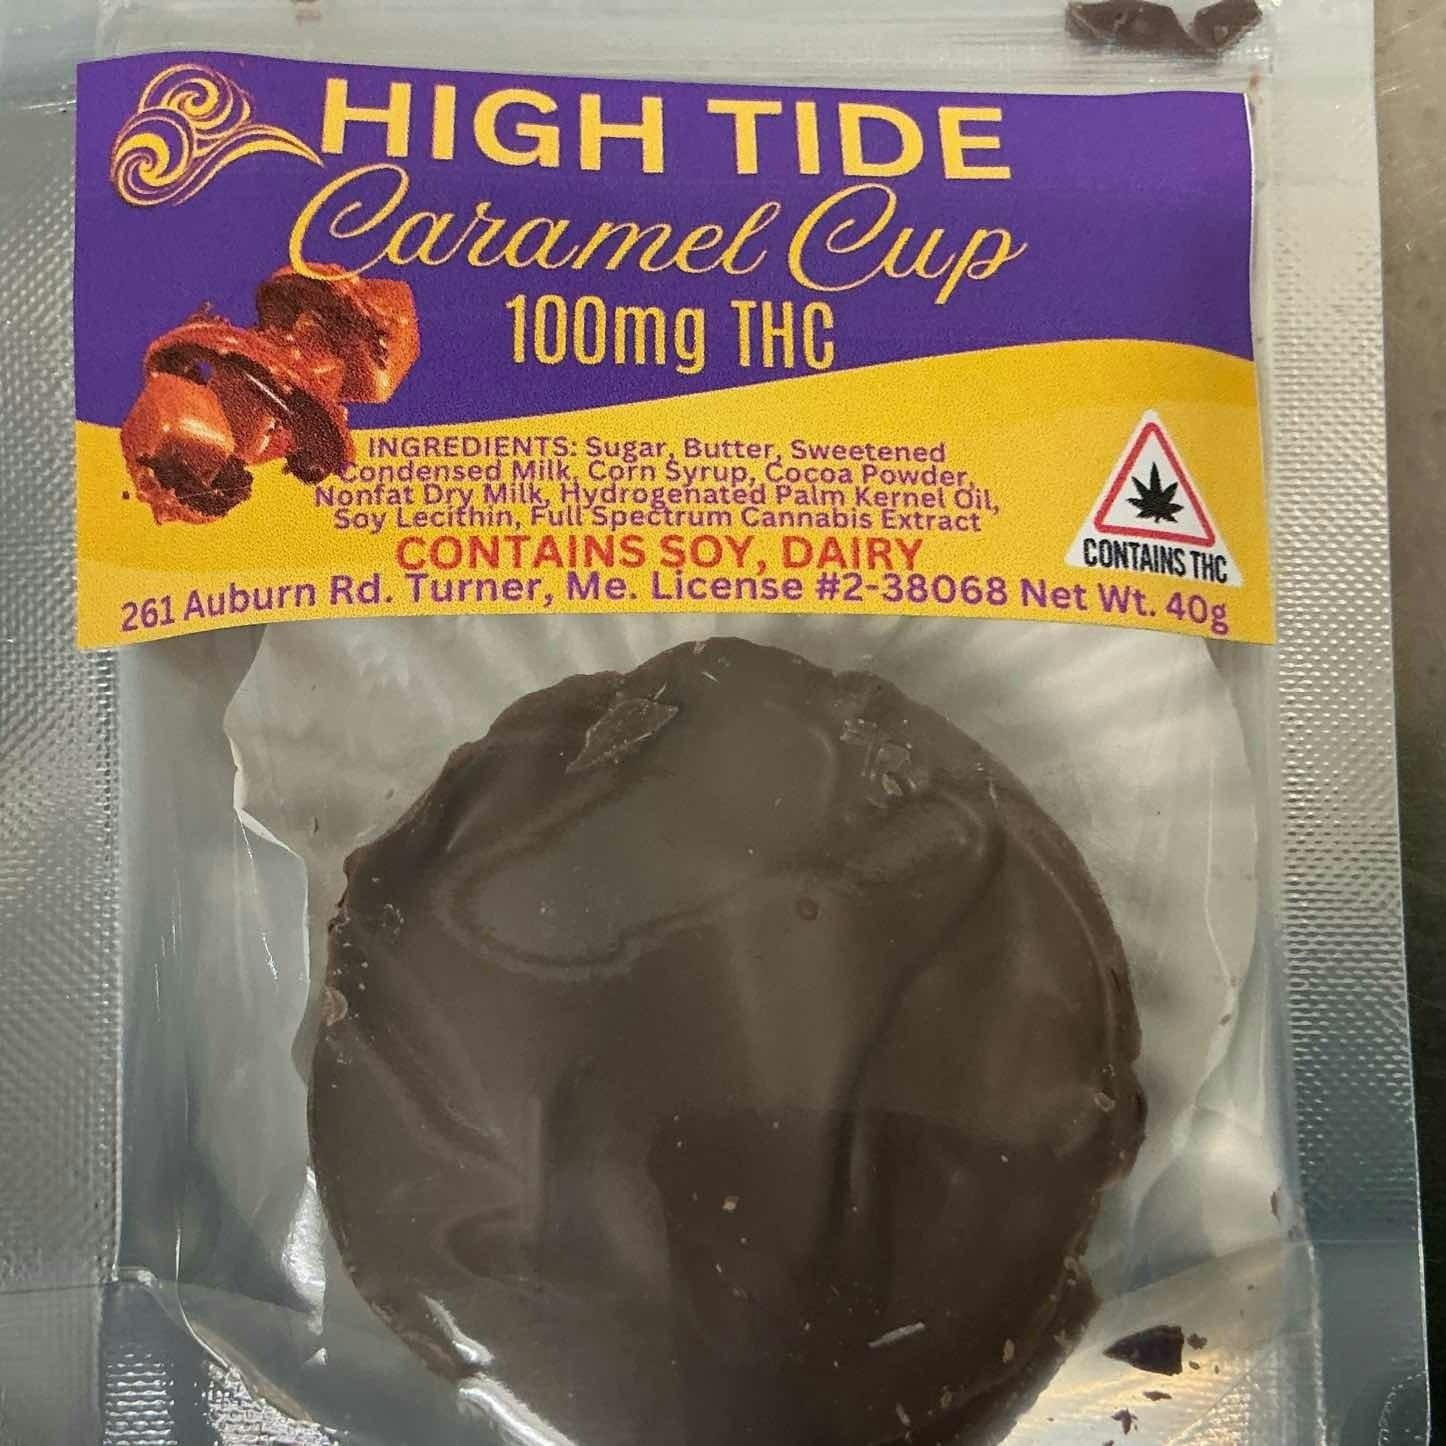 HIGH TIDE
Caramel Cup
100mg THC
INGREDIENTS: Sugar, Butter, Sweetened
Condensed Milk, Corn Syrup, Cocoa Powder,
Nonfat Dry Milk, Hydrogenated Palm Kernel Oil,
Soy Lecithin, Full Spectrum Cannabis Extract
CONTAINS SOY, DAIRY
261 Auburn Rd. Turner, Me. License #2-38068 Net Wt. 40g
CONTAINS THC